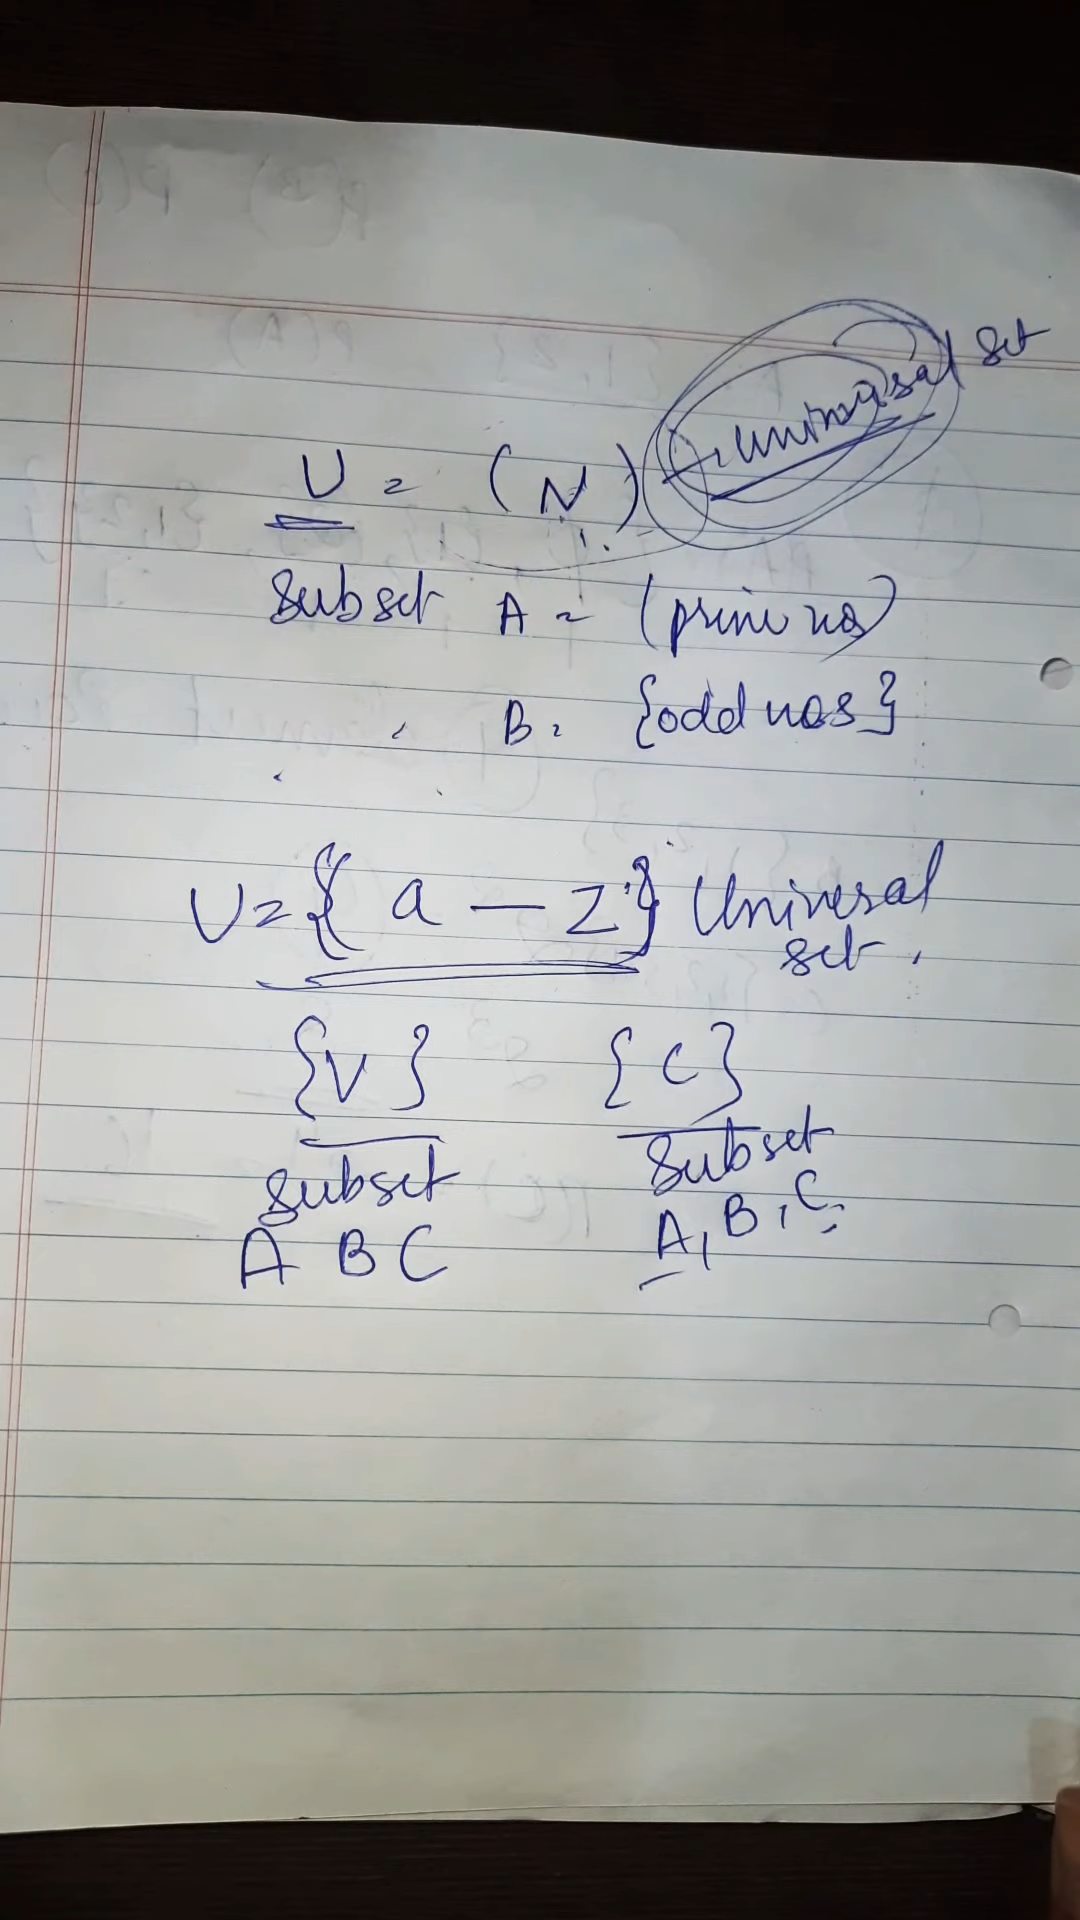 Universal Set
U = (N)
Subset A = (prime nos)
B = {odd nos}
U = {a — z} Universal
set.
{V} {C}
Subset Subset
A B C A, B, C,